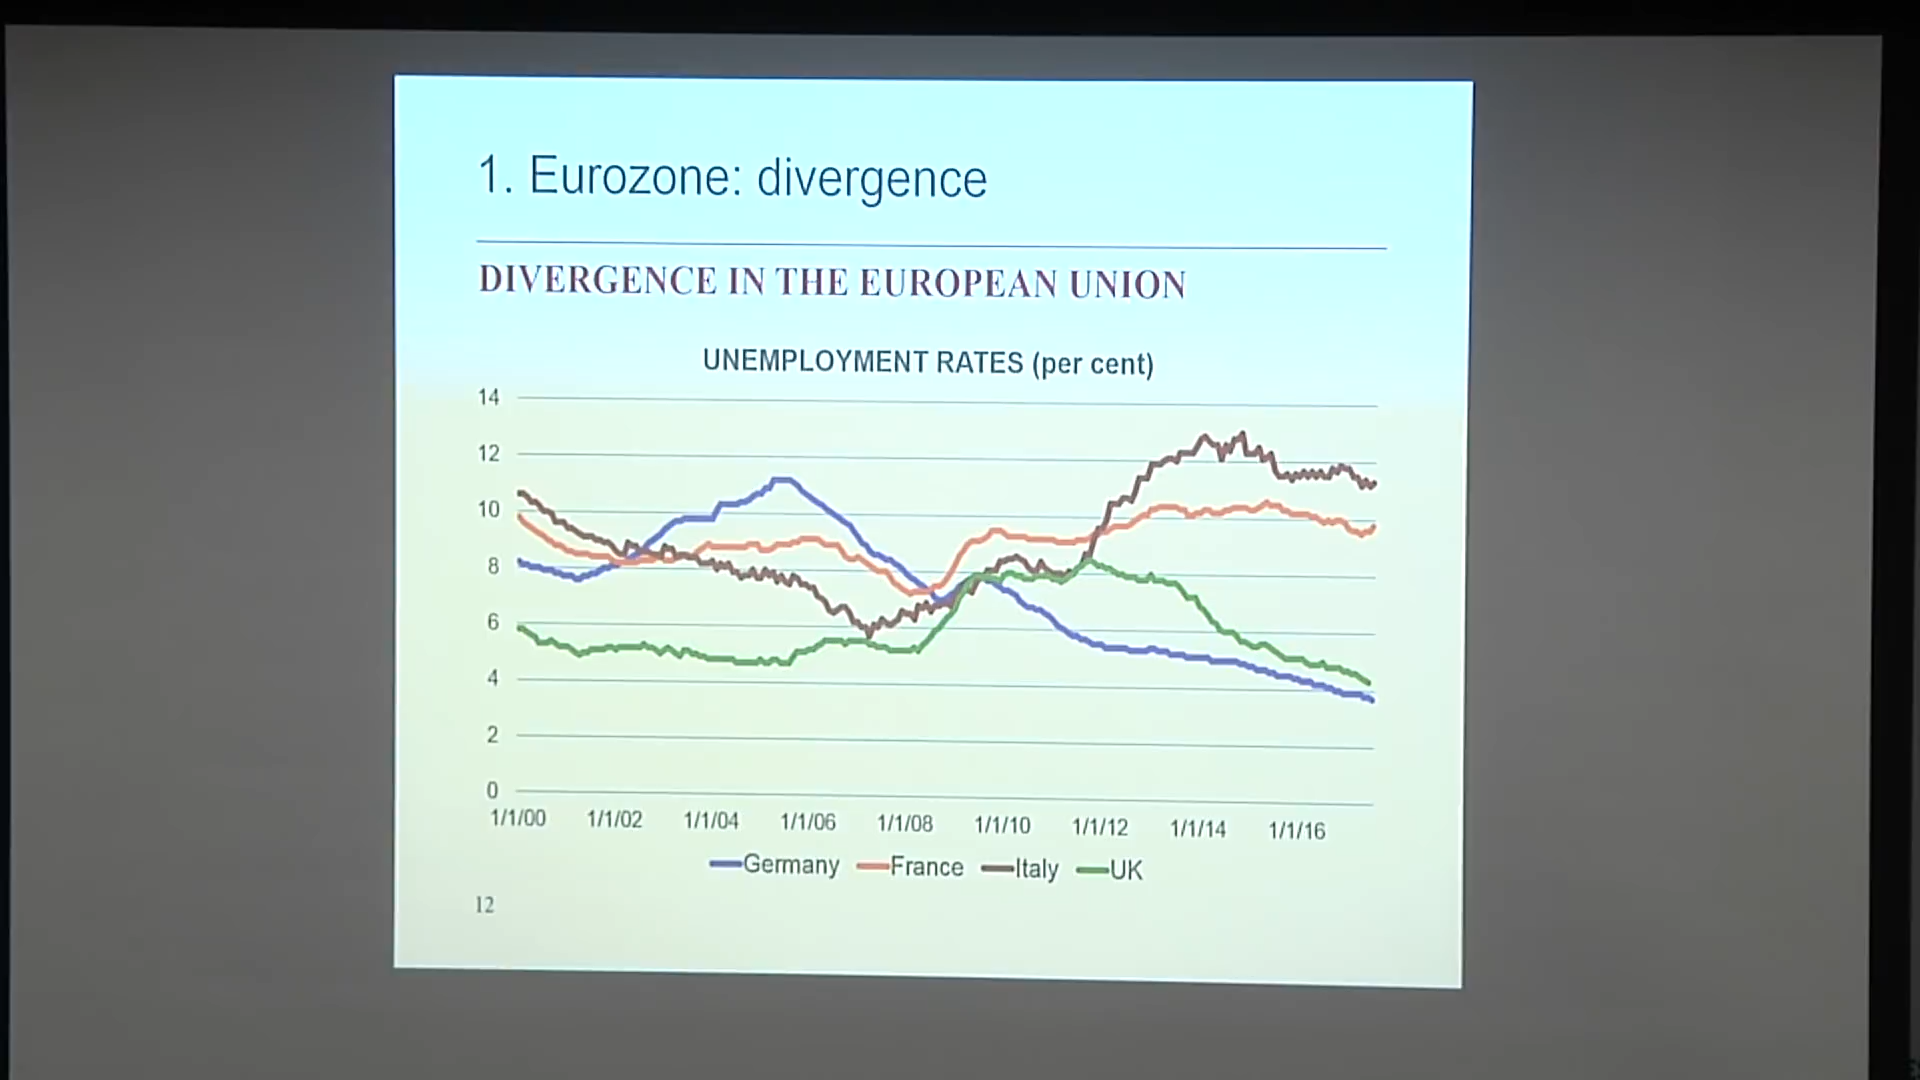 1. Eurozone: divergence
DIVERGENCE IN THE EUROPEAN UNION
UNEMPLOYMENT RATES (per cent)
14
12
10
8
6
4
2
0
1/1/00 1/1/02 1/1/04 1/1/06 1/1/08 1/1/10 1/1/12 1/1/14 1/1/16
Germany France Italy UK
12